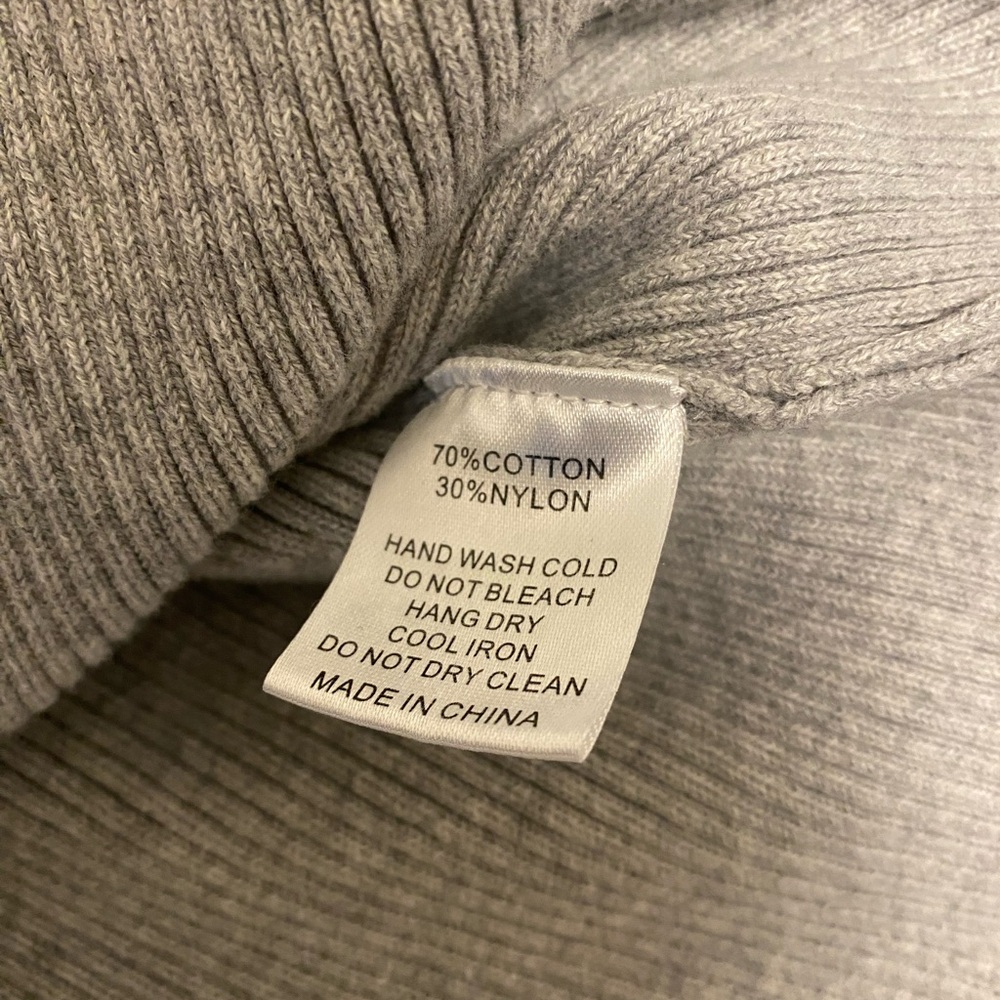 70%COTTON
30%NYLON
HAND WASH COLD
DO NOT BLEACH
HANG DRY
COOL IRON
DO NOT DRY CLEAN
MADE IN CHINA